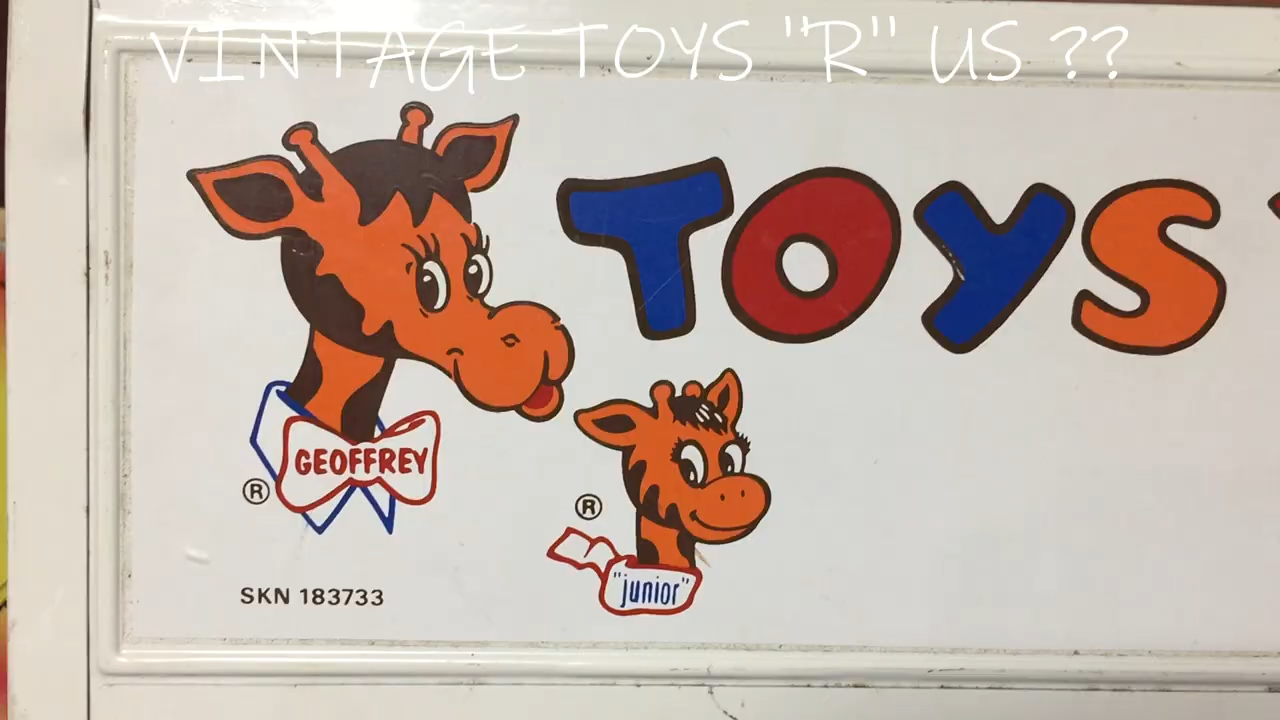 VINTAGE TOYS "R" US ??
TOYS
GEOFFREY
®
®
"junior"
SKN 183733